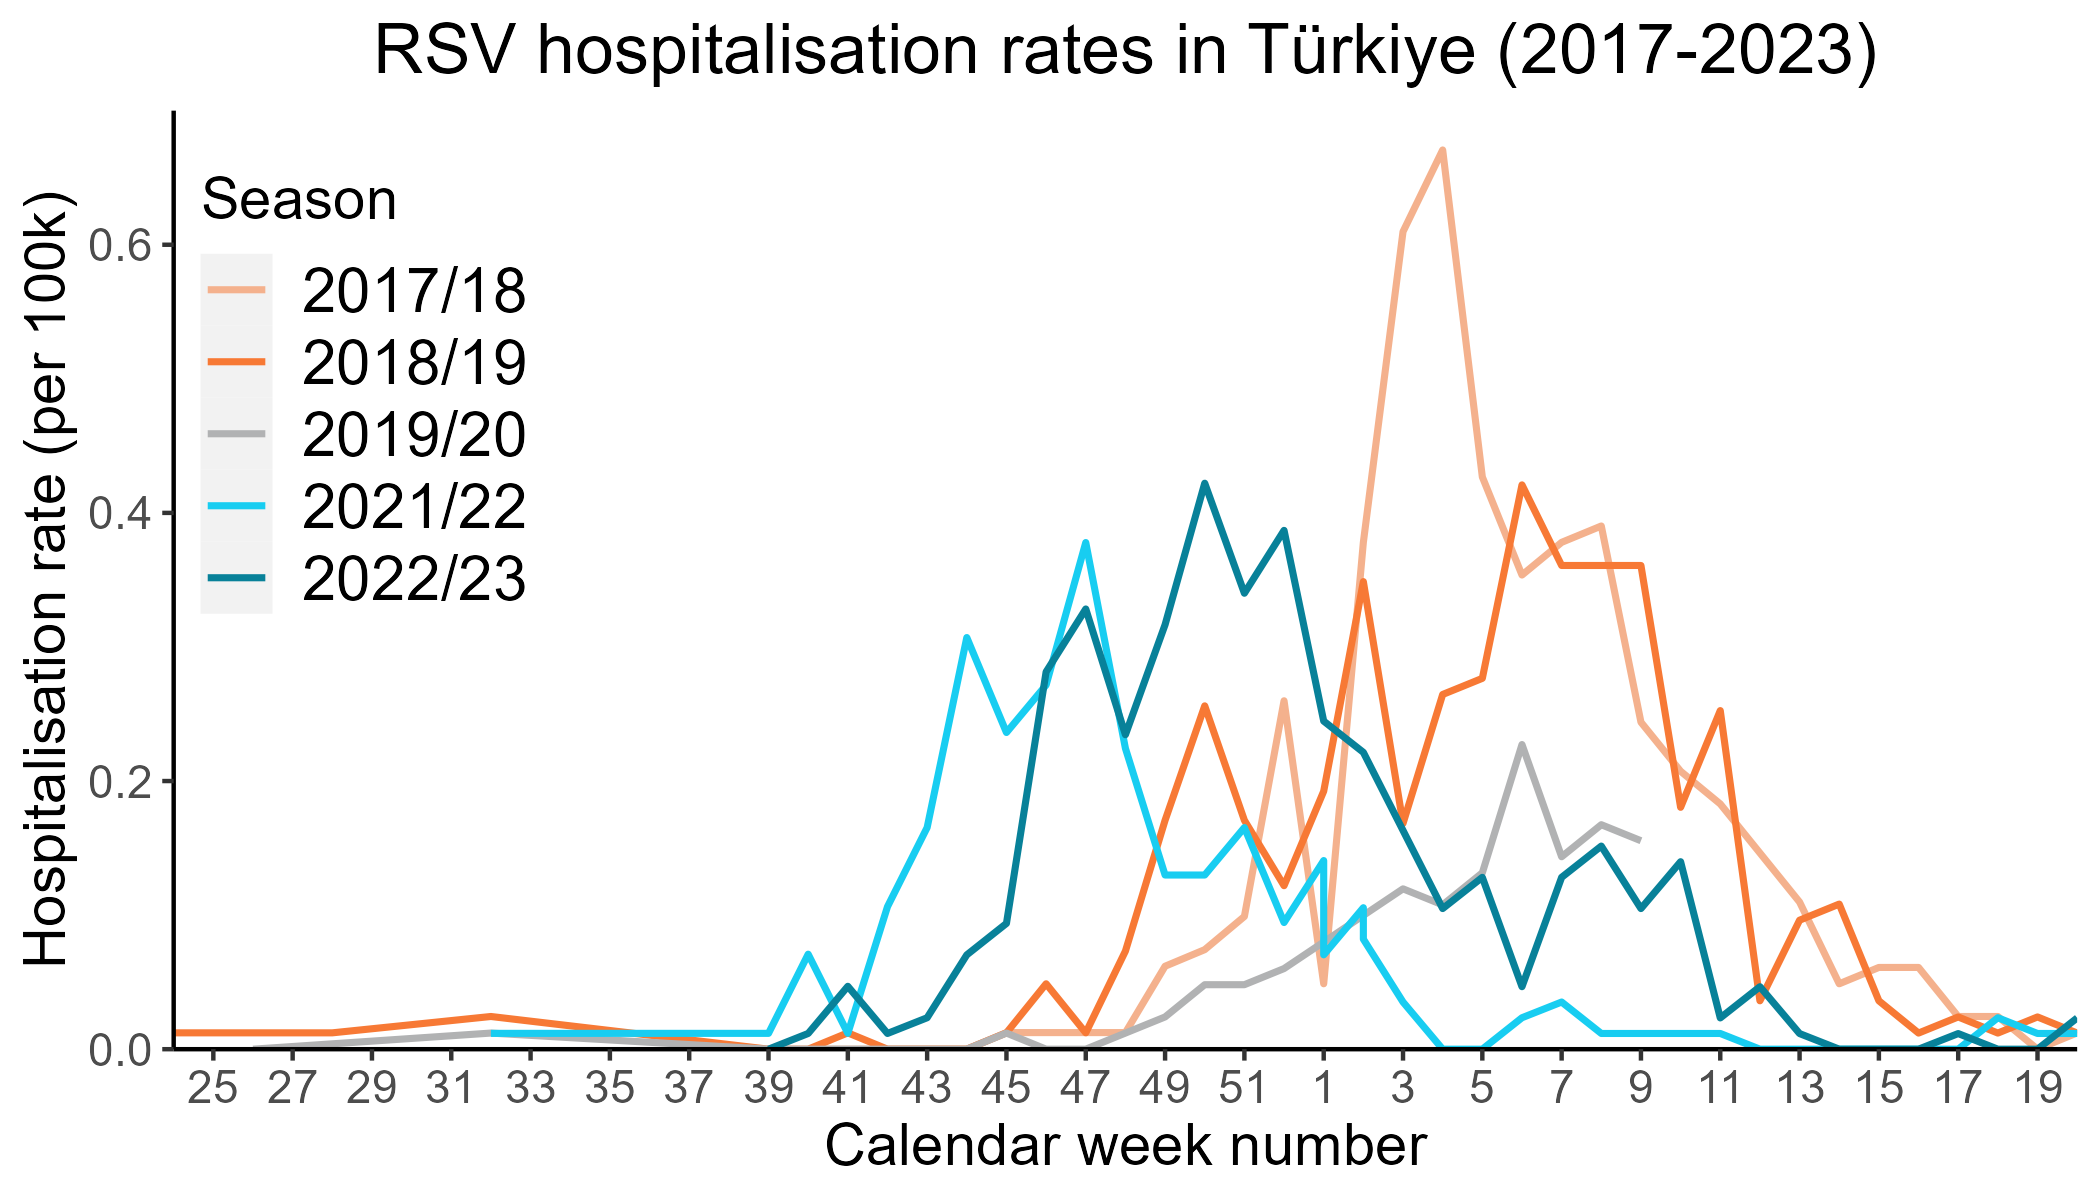 RSV hospitalisation rates in Türkiye (2017-2023)
Hospitalisation rate (per 100k)
0.6
0.4
0.2
0.0
Season
2017/18
2018/19
2019/20
2021/22
2022/23
25 27 29 31 33 35 37 39 41 43 45 47 49 51 1 3 5 7 9 11 13 15 17 19
Calendar week number